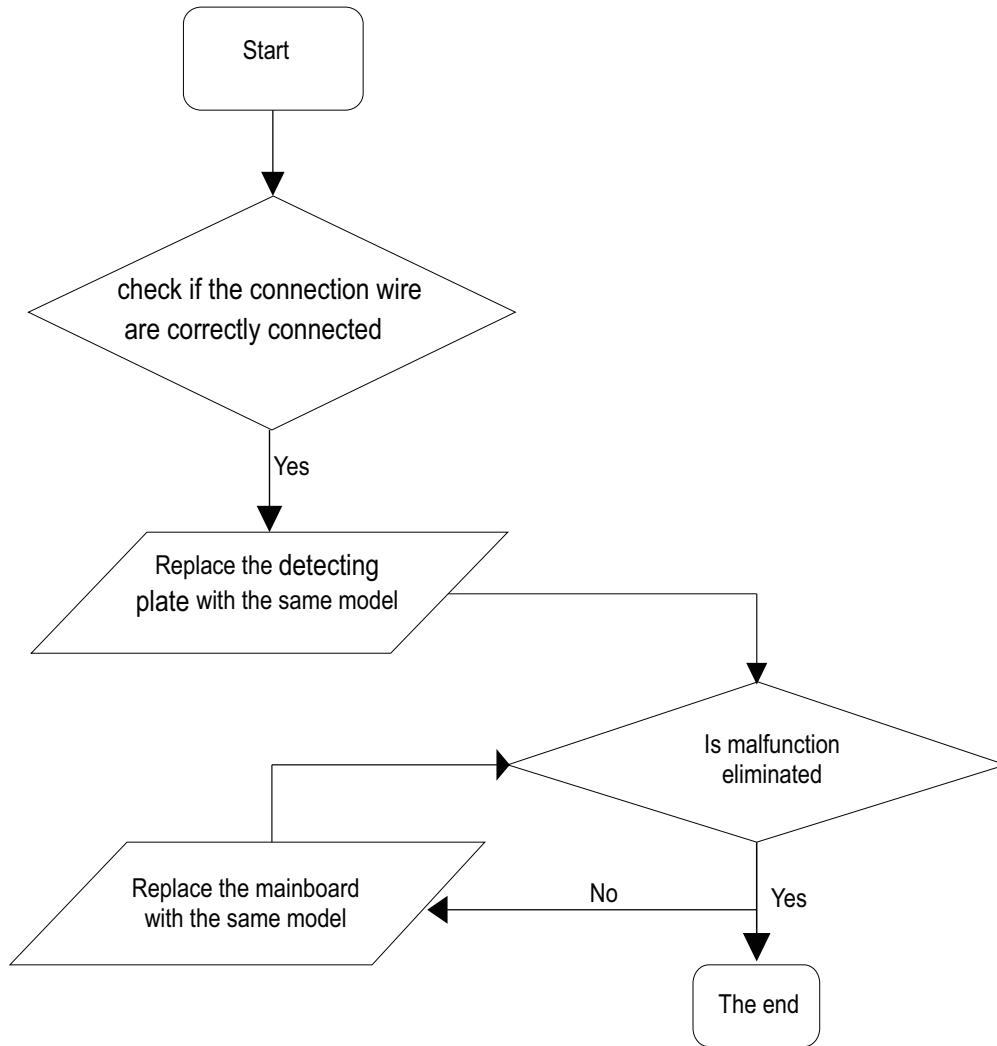 Start
check if the connection wire
are correctly connected
Yes
Replace the detecting
plate with the same model
Is malfunction
eliminated
Replace the mainboard
with the same model
No
Yes
The end